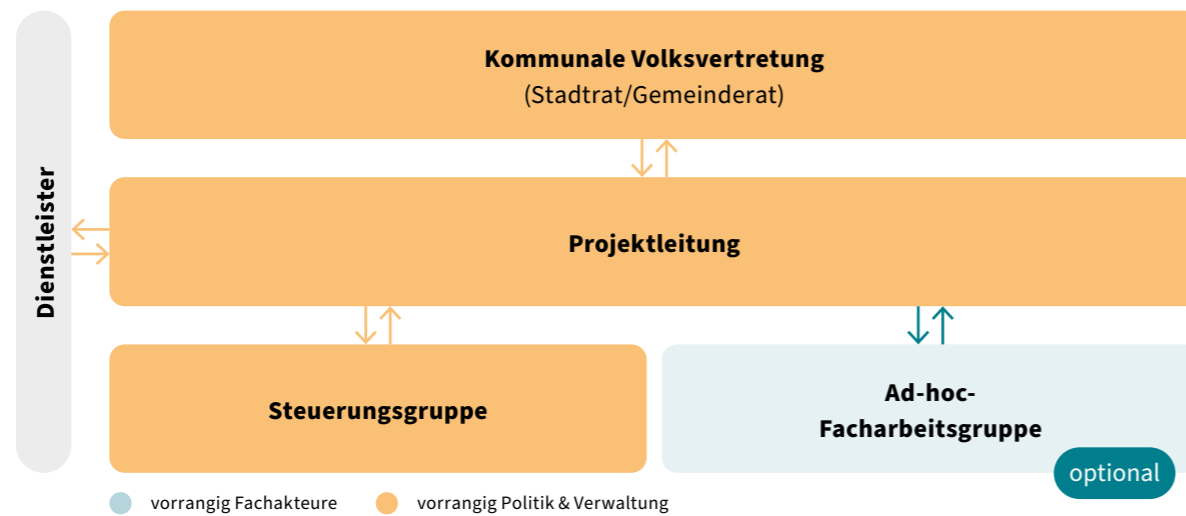 Dienstleister
Kommunale Volksvertretung
(Stadtrat/Gemeinderat)
Projektleitung
Steuerungsgruppe
Ad-hoc-
Facharbeitsgruppe
optional
vorrangig Fachakteure
vorrangig Politik & Verwaltung